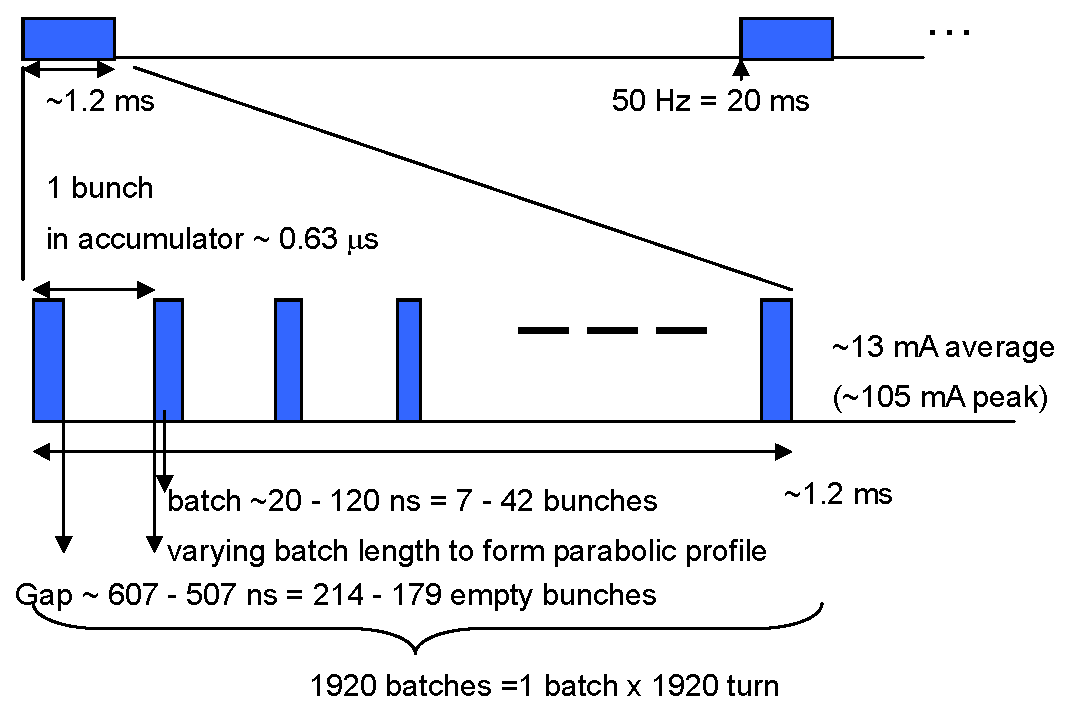 ...
~1.2 ms
50 Hz = 20 ms
1 bunch
in accumulator ~ 0.63 μs
~13 mA average
(~105 mA peak)
batch ~20 - 120 ns = 7 - 42 bunches
~1.2 ms
varying batch length to form parabolic profile
Gap ~ 607 - 507 ns = 214 - 179 empty bunches
1920 batches =1 batch x 1920 turn